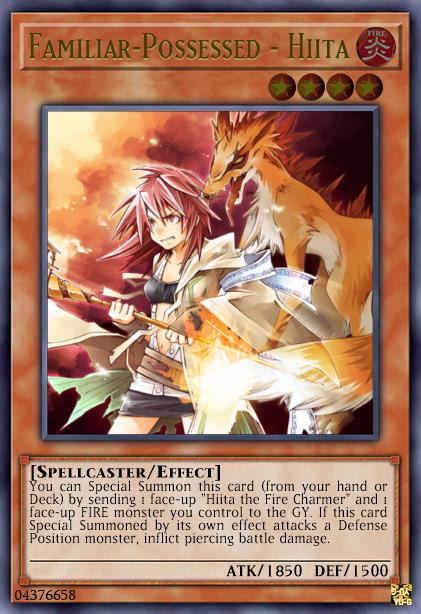 FAMILIAR-POSSESSED - HIITA
FIRE
炎
[SPELLCASTER/EFFECT]
You can Special Summon this card (from your hand or
Deck) by sending 1 face-up "Hiita the Fire Charmer" and 1
face-up FIRE monster you control to the GY. If this card
Special Summoned by its own effect attacks a Defense
Position monster, inflict piercing battle damage.
ATK/1850 DEF/1500
04376658